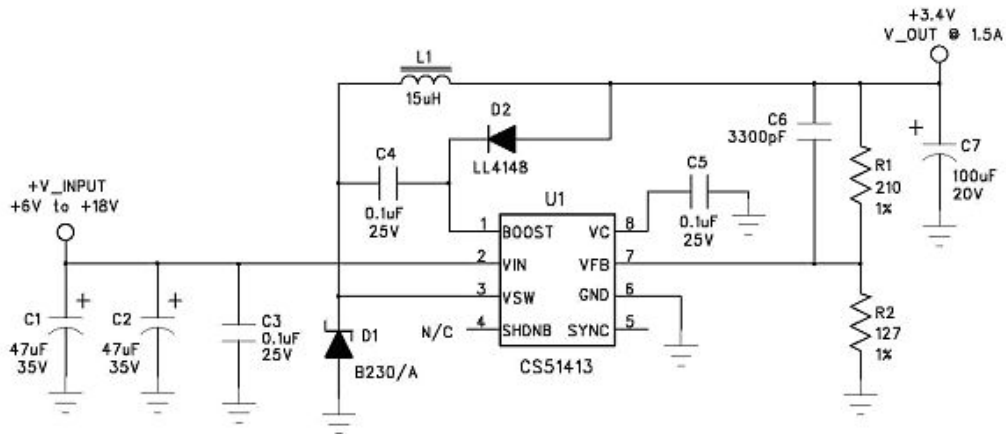 +3.4V
V_OUT @ 1.5A
L1
15uH
D2
LL4148
C6
3300pF
C7
100uF
20V
R1
210
1%
C4
0.1uF
25V
C5
0.1uF
25V
+V_INPUT
+6V to +18V
U1
1
BOOST
VC
8
2
VIN
VFB
7
3
VSW
GND
6
N/C
4
SHDNB
SYNC
5
CS51413
C1
47uF
35V
C2
47uF
35V
C3
0.1uF
25V
D1
B230/A
R2
127
1%